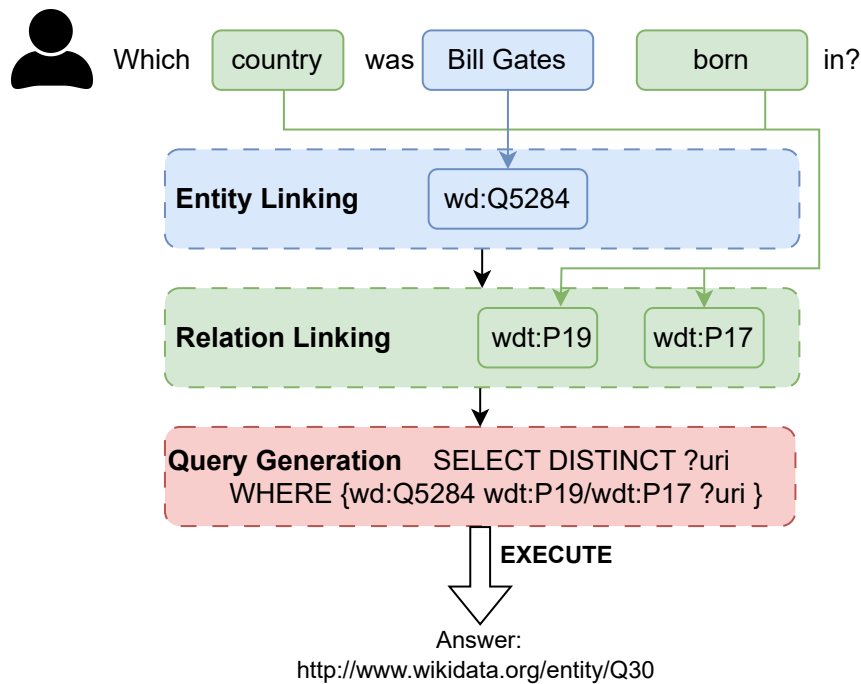 Which country was Bill Gates born in?
Entity Linking wd:Q5284
Relation Linking wdt:P19 wdt:P17
Query Generation SELECT DISTINCT ?uri
WHERE {wd:Q5284 wdt:P19/wdt:P17 ?uri }
EXECUTE
Answer:
http://www.wikidata.org/entity/Q30